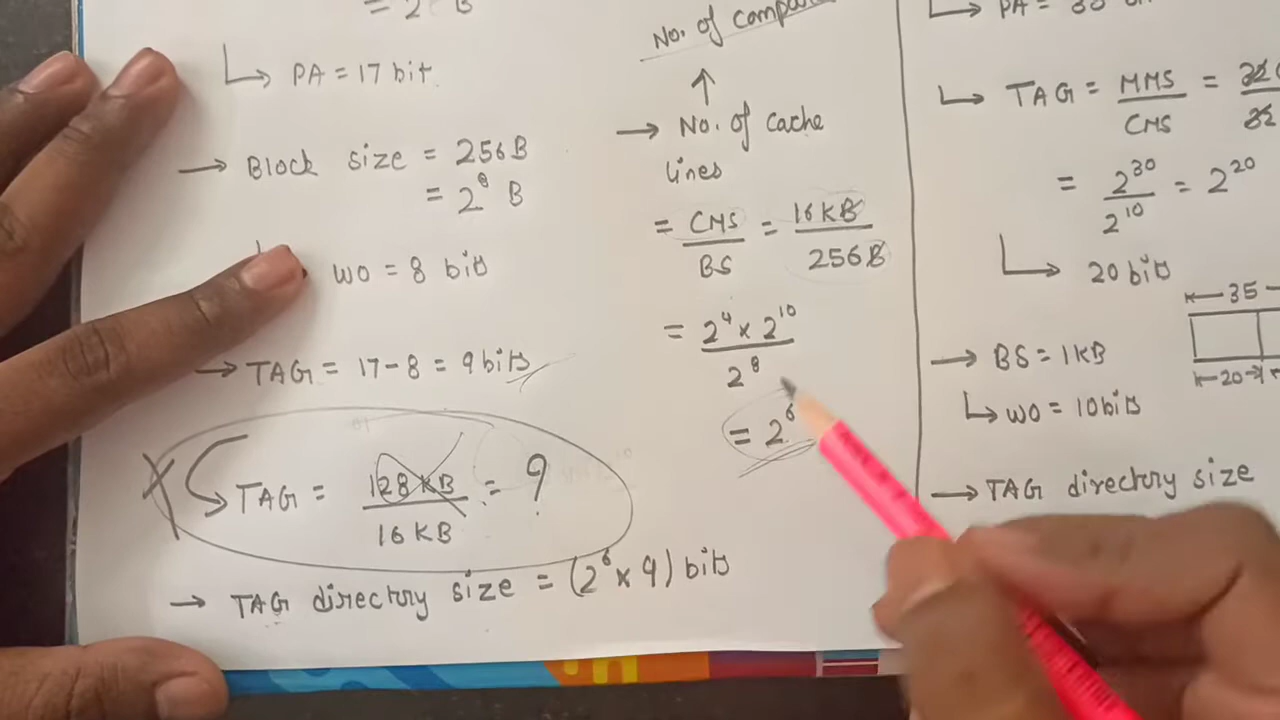 = 2 B
PA = 17 bit
→ Block size = 256 B
= 2⁸ B
WO = 8 bits
→ TAG = 17 - 8 = 9 bits
TAG = 128 KB / 16 KB = 9
→ TAG directory size = (2⁶ × 9) bits
No. of
→ No. of cache
lines
= CMS / BS = 16 KB / 256 B
= 2⁴ × 2¹⁰ / 2⁸
= 2⁶
PA =
TAG = MMS / CMS =
= 2³⁰ / 2¹⁰ = 2²⁰
20 bits
35
→ BS = 1 KB
20
WO = 10 bits
→ TAG directory size